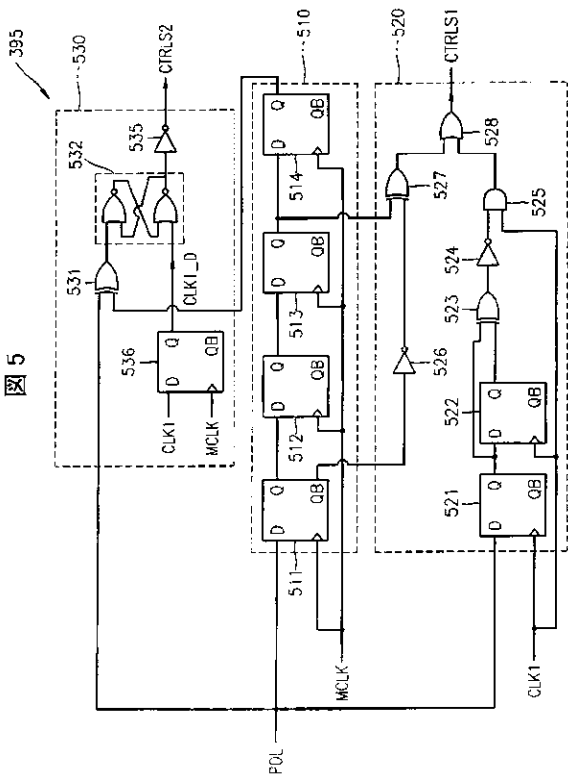 図 5
395
530
CTRLS2
535
532
531
CLK1_D
536
D
Q
QB
CLK1
MCLK
510
D
Q
QB
511
D
Q
QB
512
D
Q
QB
513
D
Q
QB
514
POL
MCLK
520
CTRLS1
528
527
526
525
524
523
522
D
Q
QB
521
D
Q
QB
CLK1